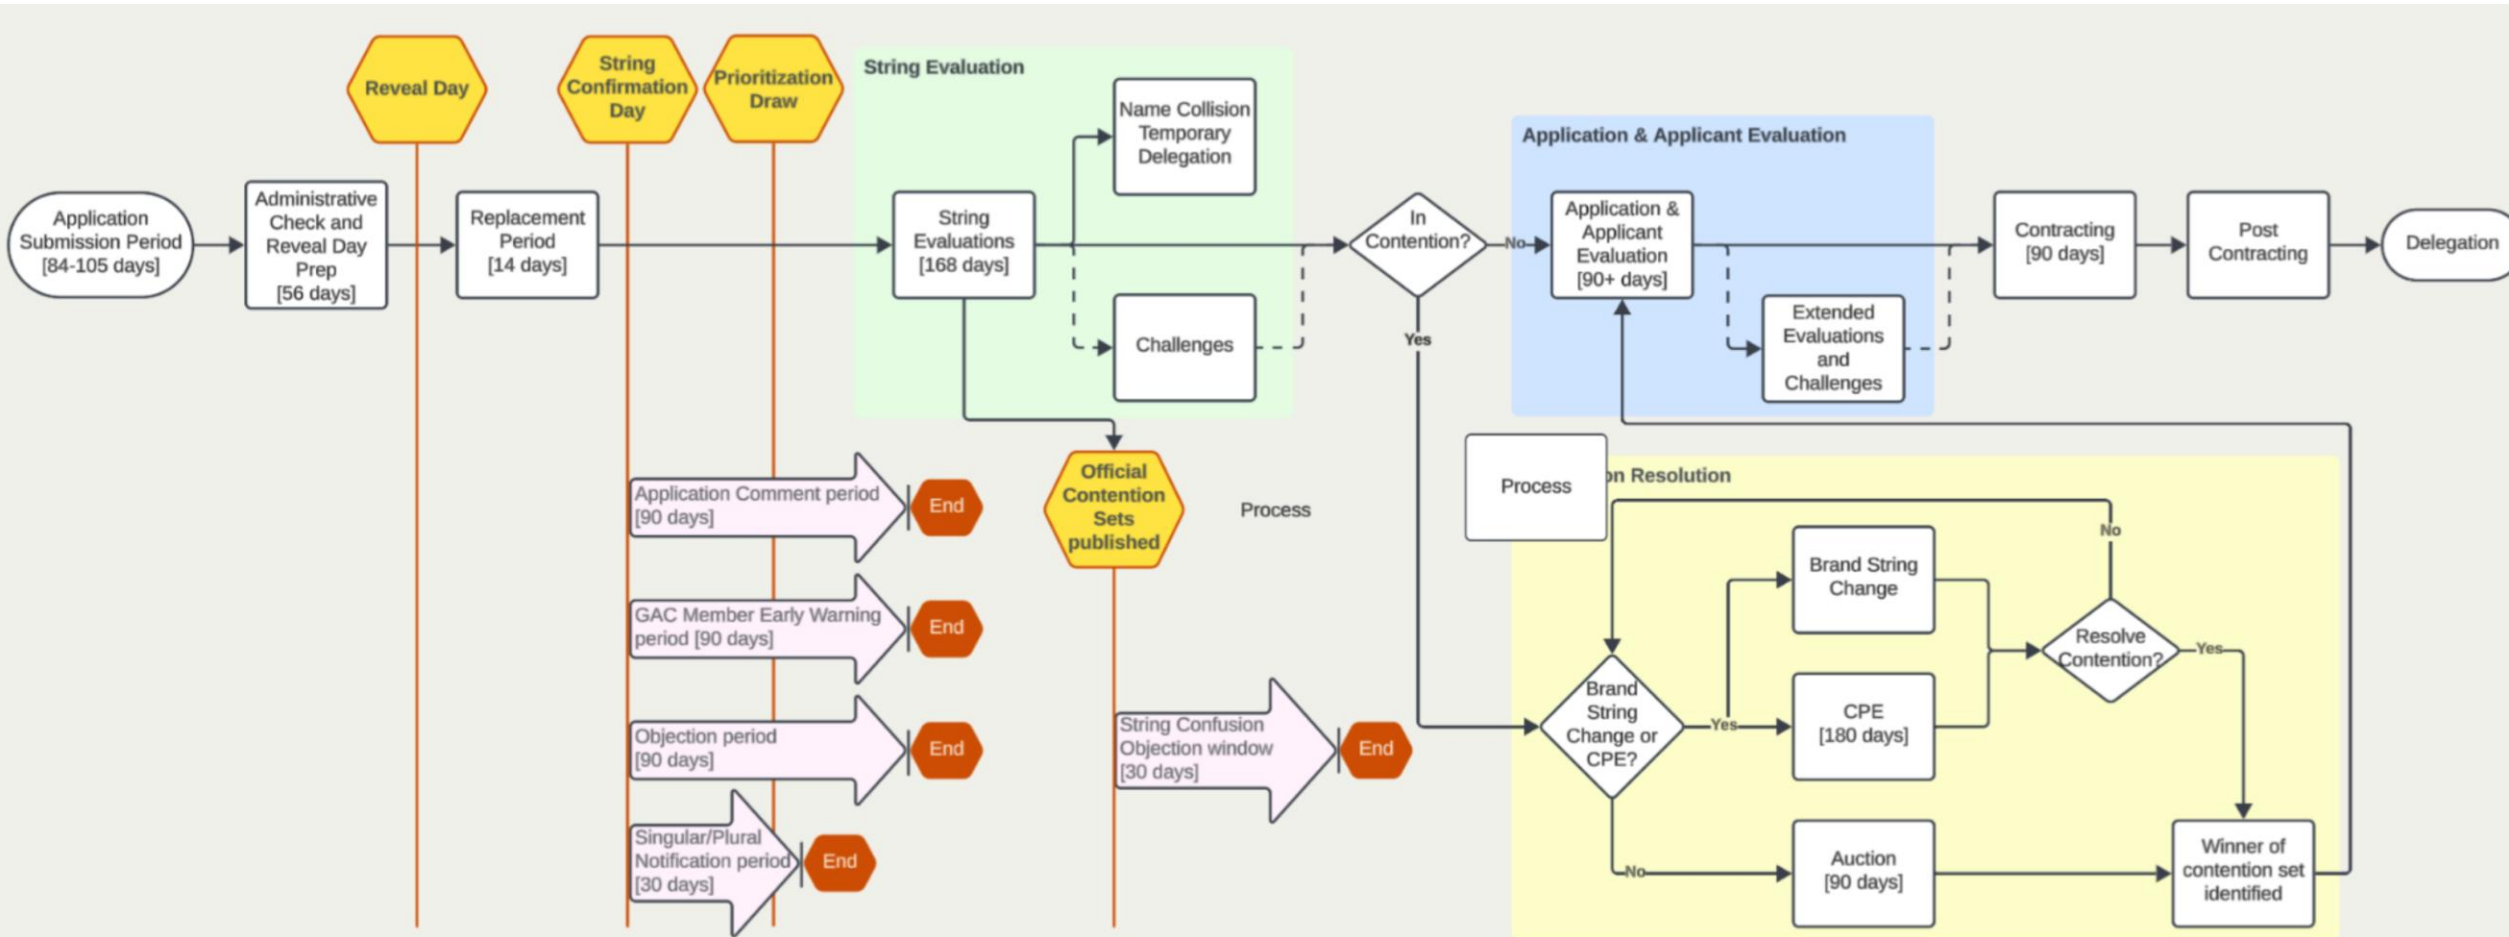 Reveal Day
String
Confirmation
Day
Prioritization
Draw
String Evaluation
Name Collision
Temporary
Delegation
Application & Applicant Evaluation
Application
Submission Period
[84-105 days]
Administrative
Check and
Reveal Day
Prep
[56 days]
Replacement
Period
[14 days]
String
Evaluations
[168 days]
Challenges
In
Contention?
No
Yes
Application &
Applicant
Evaluation
[90+ days]
Extended
Evaluations
and
Challenges
Contracting
[90 days]
Post
Contracting
Delegation
Application Comment period
[90 days]
End
GAC Member Early Warning
period [90 days]
End
Objection period
[90 days]
End
Singular/Plural
Notification period
[30 days]
End
Official
Contention
Sets
published
Process
String Confusion
Objection window
[30 days]
End
Process
on Resolution
Brand
String
Change or
CPE?
Yes
No
Brand String
Change
CPE
[180 days]
Auction
[90 days]
Resolve
Contention?
No
Yes
Winner of
contention set
identified